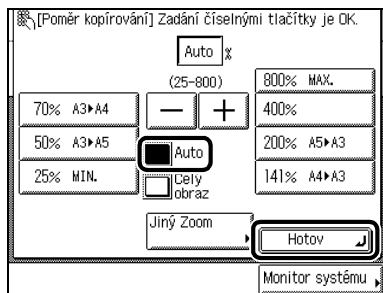 [Poměr kopírování] Zadání číselnými tlačítky je OK.
Auto %
(25-800)
800% MAX.
70% A3▶A4
− +
400%
50% A3▶A5
Auto
200% A5▶A3
25% MIN.
Cely
obraz
141% A4▶A3
Jiný Zoom
Hotov
Monitor systému